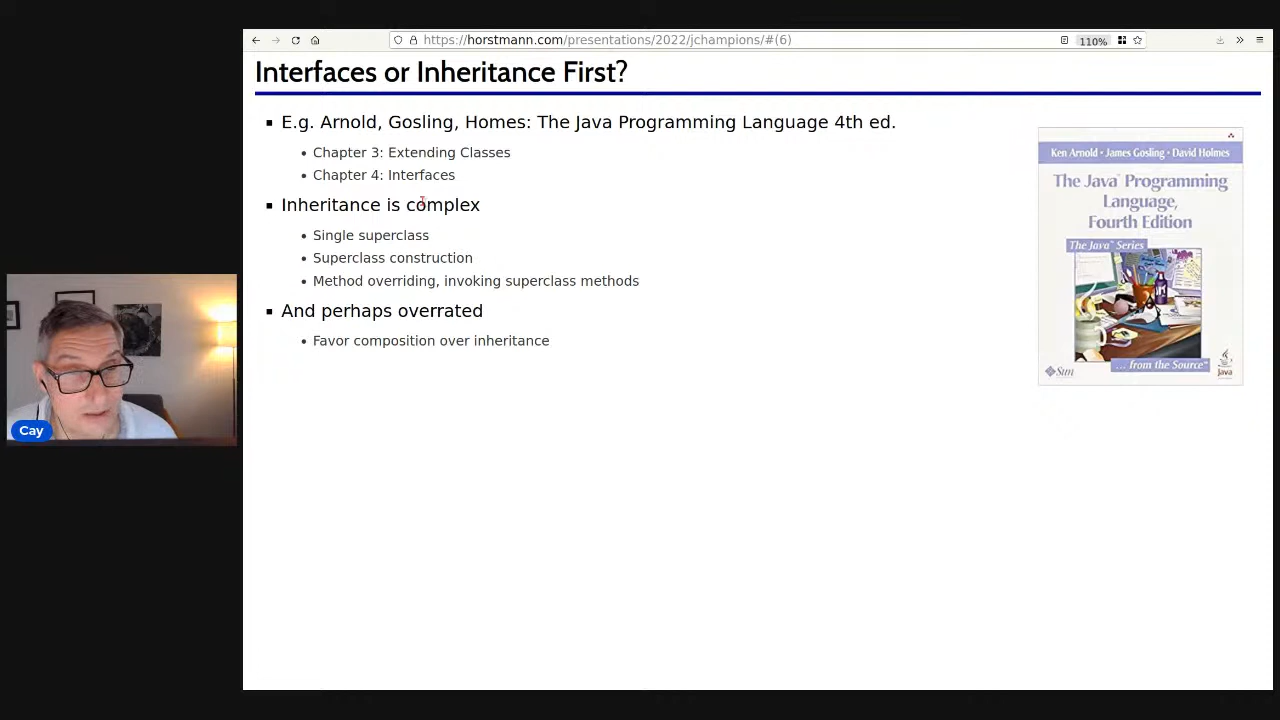 https://horstmann.com/presentations/2022/jchampions/#(6)
110%
Interfaces or Inheritance First?
E.g. Arnold, Gosling, Homes: The Java Programming Language 4th ed.
Chapter 3: Extending Classes
Chapter 4: Interfaces
Inheritance is complex
Single superclass
Superclass construction
Method overriding, invoking superclass methods
And perhaps overrated
Favor composition over inheritance
Ken Arnold • James Gosling • David Holmes
The Java™ Programming
Language,
Fourth Edition
The Java™ Series
... from the Source™
Sun
Java
Cay